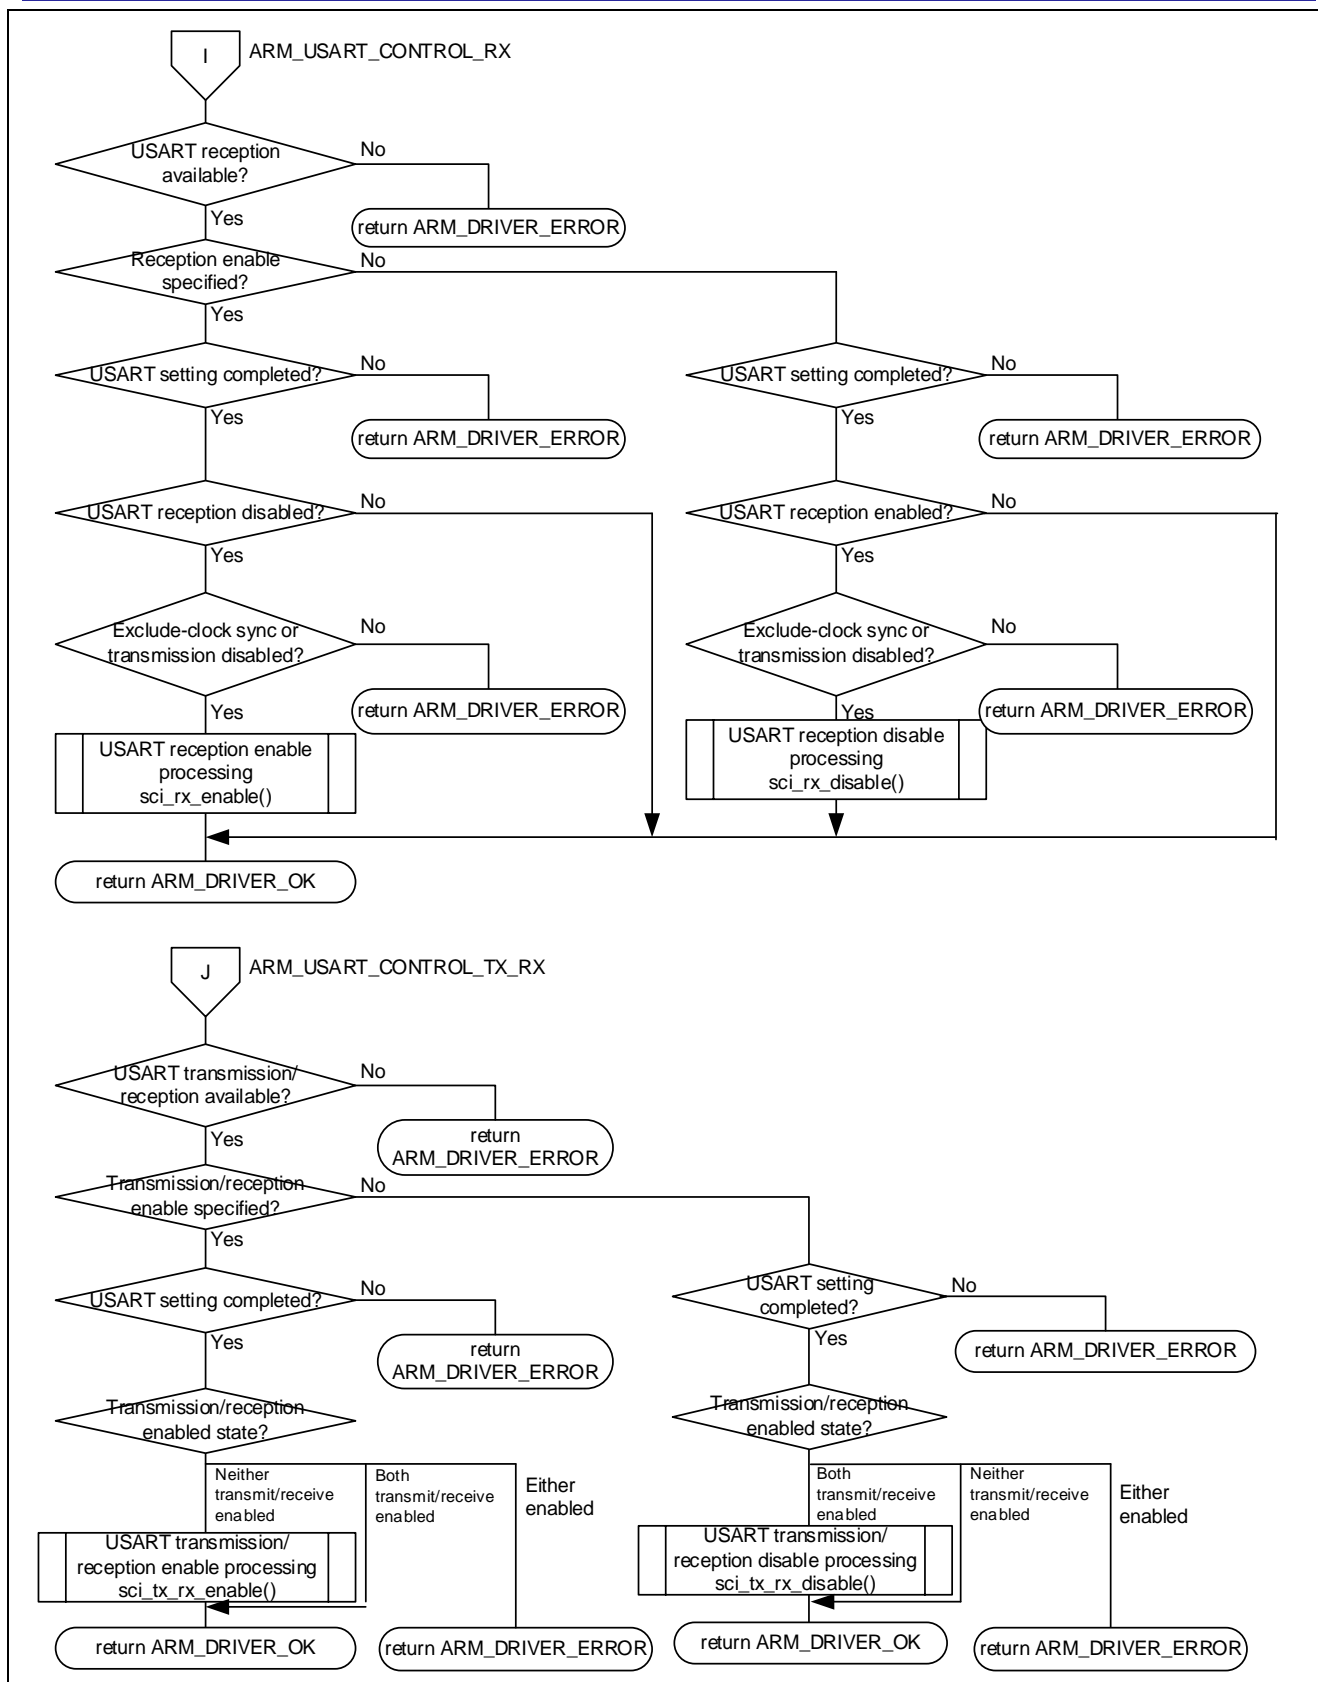 I
ARM_USART_CONTROL_RX
USART reception
available?
No
Yes
return ARM_DRIVER_ERROR
Reception enable
specified?
No
Yes
USART setting completed?
No
USART setting completed?
No
Yes
return ARM_DRIVER_ERROR
Yes
return ARM_DRIVER_ERROR
USART reception disabled?
No
USART reception enabled?
No
Yes
Yes
Exclude-clock sync or
transmission disabled?
No
Exclude-clock sync or
transmission disabled?
No
Yes
return ARM_DRIVER_ERROR
Yes
return ARM_DRIVER_ERROR
USART reception enable
processing
sci_rx_enable()
USART reception disable
processing
sci_rx_disable()
return ARM_DRIVER_OK
J
ARM_USART_CONTROL_TX_RX
USART transmission/
reception available?
No
Yes
return
ARM_DRIVER_ERROR
Transmission/reception
enable specified?
No
Yes
USART setting completed?
No
USART setting
completed?
No
Yes
return
ARM_DRIVER_ERROR
Yes
return ARM_DRIVER_ERROR
Transmission/reception
enabled state?
Transmission/reception
enabled state?
Neither
transmit/receive
enabled
Both
transmit/receive
enabled
Either
enabled
Both
transmit/receive
enabled
Neither
transmit/receive
enabled
Either
enabled
USART transmission/
reception enable processing
sci_tx_rx_enable()
USART transmission/
reception disable processing
sci_tx_rx_disable()
return ARM_DRIVER_OK
return ARM_DRIVER_ERROR
return ARM_DRIVER_OK
return ARM_DRIVER_ERROR